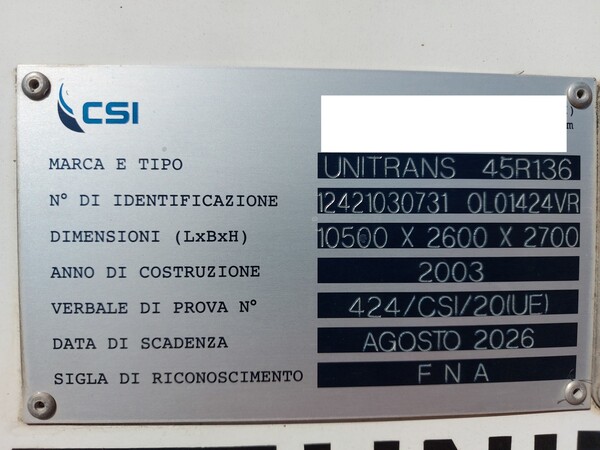 CSI
MARCA E TIPO UNITRANS 45R136
N° DI IDENTIFICAZIONE 12421030731 OL01424VR
DIMENSIONI (LxBxH) 10500 X 2600 X 2700
ANNO DI COSTRUZIONE 2003
VERBALE DI PROVA N° 424/CSI/20(UE)
DATA DI SCADENZA AGOSTO 2026
SIGLA DI RICONOSCIMENTO FNA